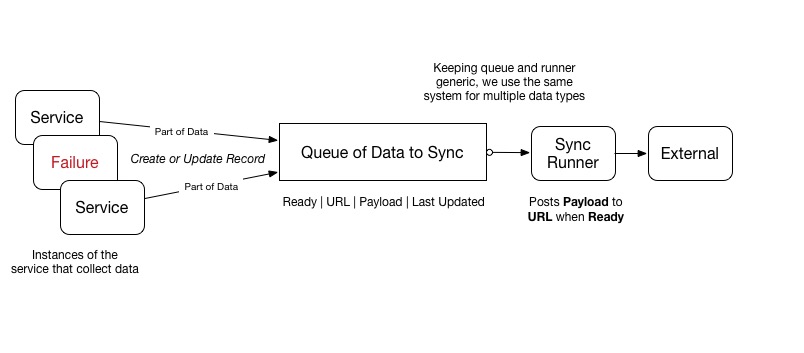 Keeping queue and runner
generic, we use the same
system for multiple data types
Service
Part of Data
Failure
Create or Update Record
Queue of Data to Sync
Sync
Runner
External
Part of Data
Service
Ready | URL | Payload | Last Updated
Posts Payload to
URL when Ready
Instances of the
service that collect data